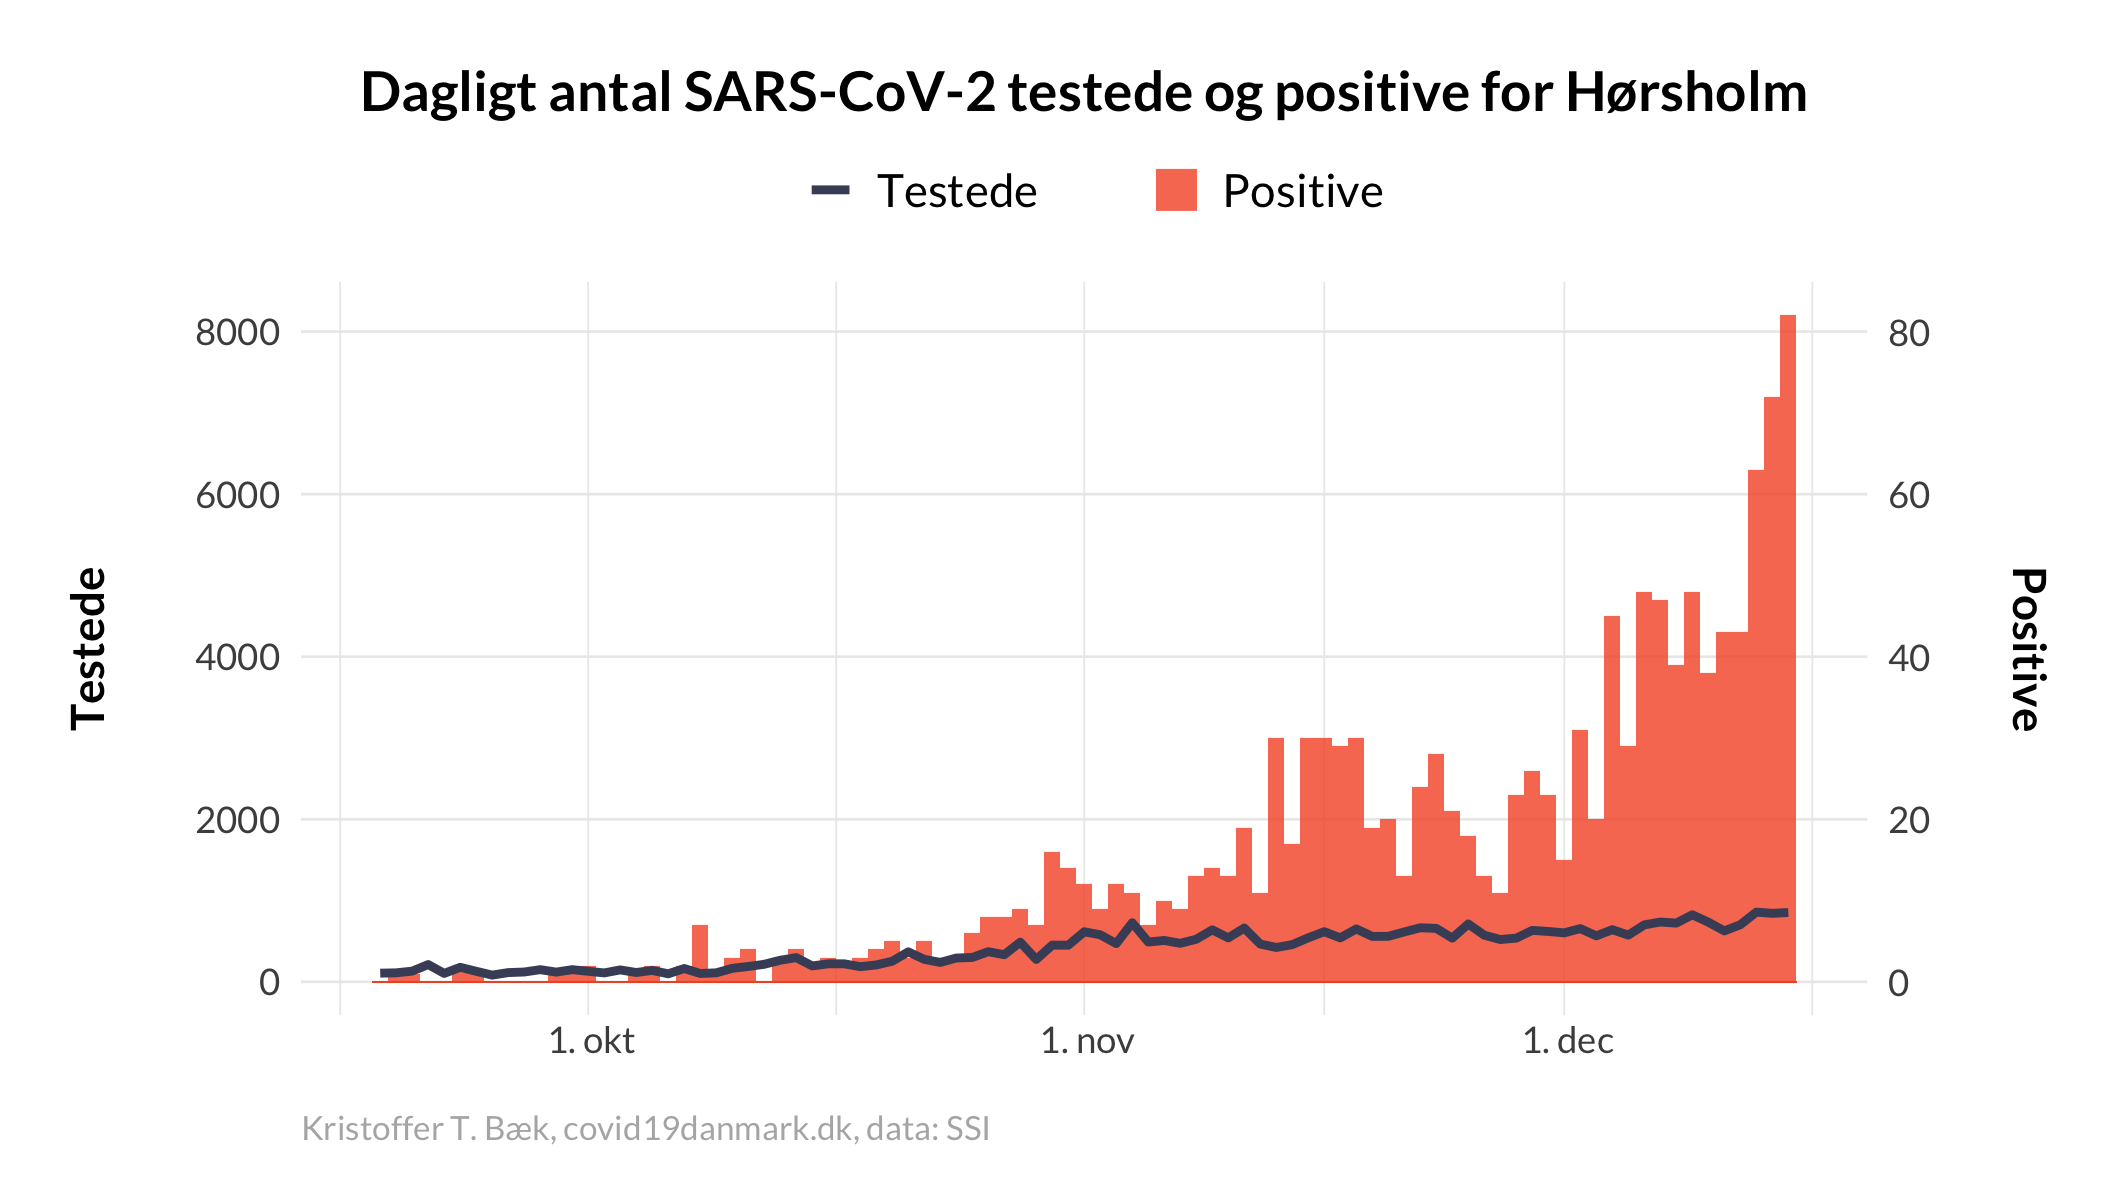 Dagligt antal SARS-CoV-2 testede og positive for Hørsholm
Testede Positive
8000 80
6000 60
4000 40
2000 20
0 0
Testede
Positive
1. okt 1. nov 1. dec
Kristoffer T. Bæk, covid19danmark.dk, data: SSI